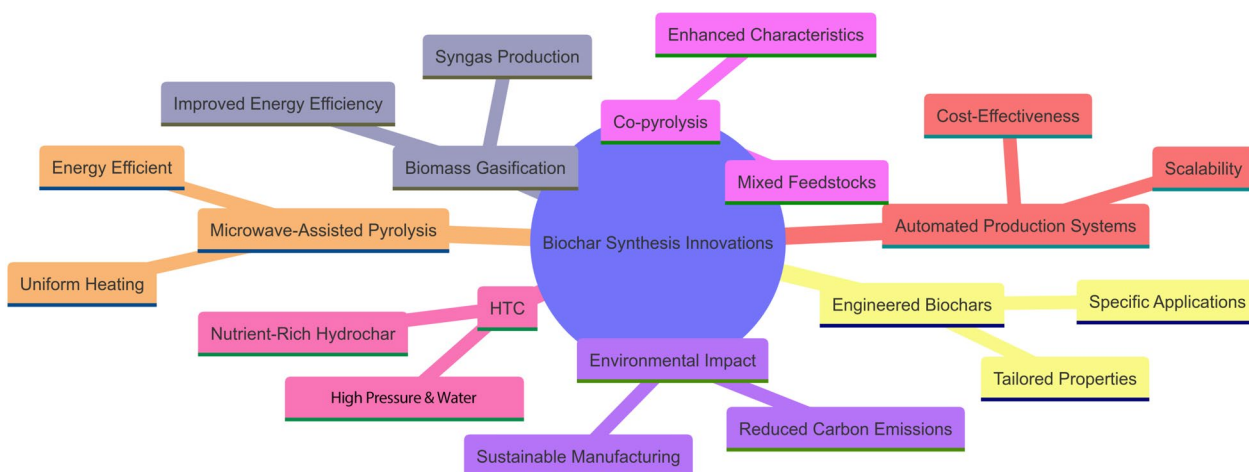 Enhanced Characteristics
Syngas Production
Improved Energy Efficiency
Co-pyrolysis
Cost-Effectiveness
Energy Efficient
Biomass Gasification
Mixed Feedstocks
Scalability
Microwave-Assisted Pyrolysis
Biochar Synthesis Innovations
Automated Production Systems
Uniform Heating
HTC
Engineered Biochars
Specific Applications
Nutrient-Rich Hydrochar
Environmental Impact
Tailored Properties
High Pressure & Water
Reduced Carbon Emissions
Sustainable Manufacturing